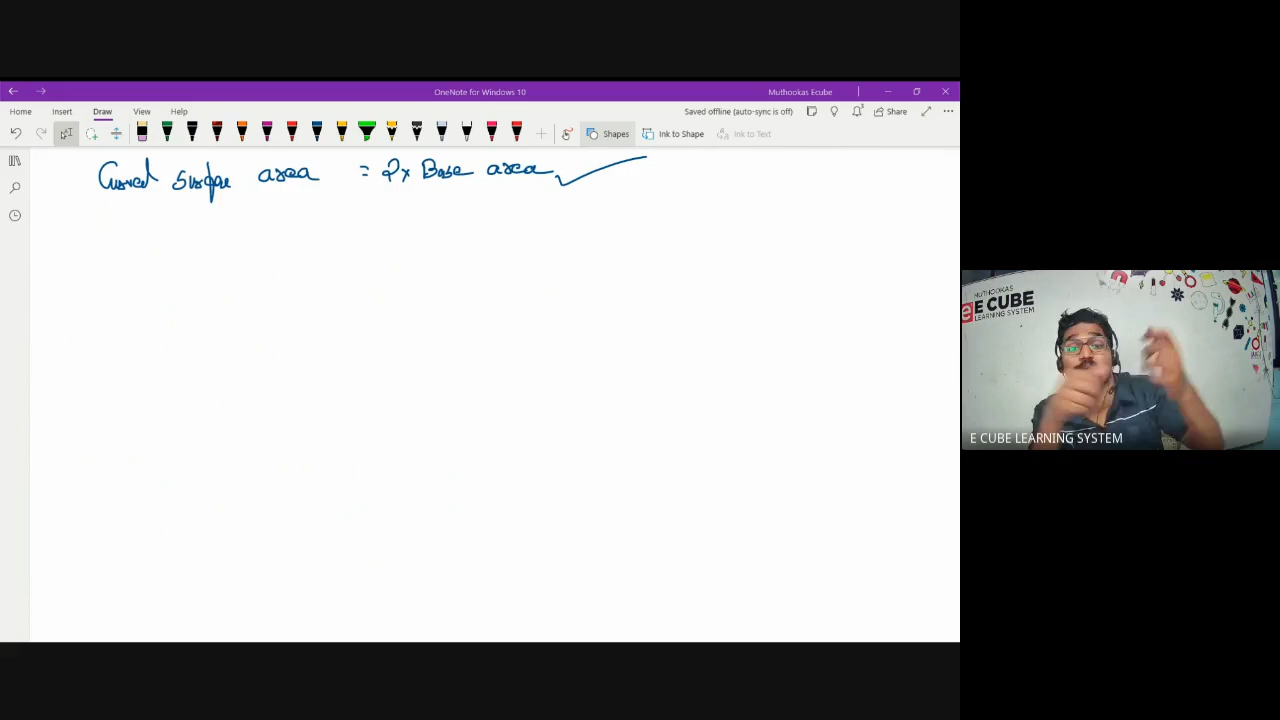 OneNote for Windows 10
Muthookas Ecube
Home Insert Draw View Help
Saved offline (auto-sync is off)
Share
Shapes
Ink to Shape
Ink to Text
Curved surface area = 2x Base area
MUTHOOKAS
e E CUBE
LEARNING SYSTEM
E CUBE LEARNING SYSTEM